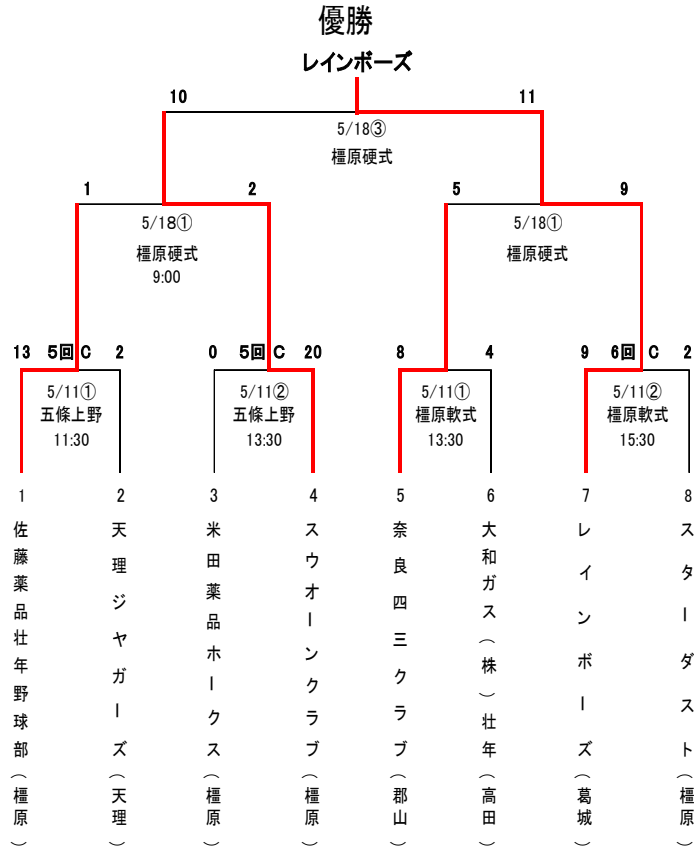 優勝
レインボーズ
10 11
5/18③
橿原硬式
1 2 5 9
5/18① 5/18①
橿原硬式 橿原硬式
9:00
13 5回 C 2 0 5回 C 20 8 4 9 6回 C 2
5/11① 5/11② 5/11① 5/11②
五條上野 五條上野 橿原軟式 橿原軟式
11:30 13:30 13:30 15:30
1 2 3 4 5 6 7 8
佐藤薬品壮年野球部(橿原)
天理ジヤガーズ(天理)
米田薬品ホークス(橿原)
スウオーンクラブ(橿原)
奈良四三クラブ(郡山)
大和ガス(株)壮年(高田)
レインボーズ(葛城)
スターダスト(橿原)